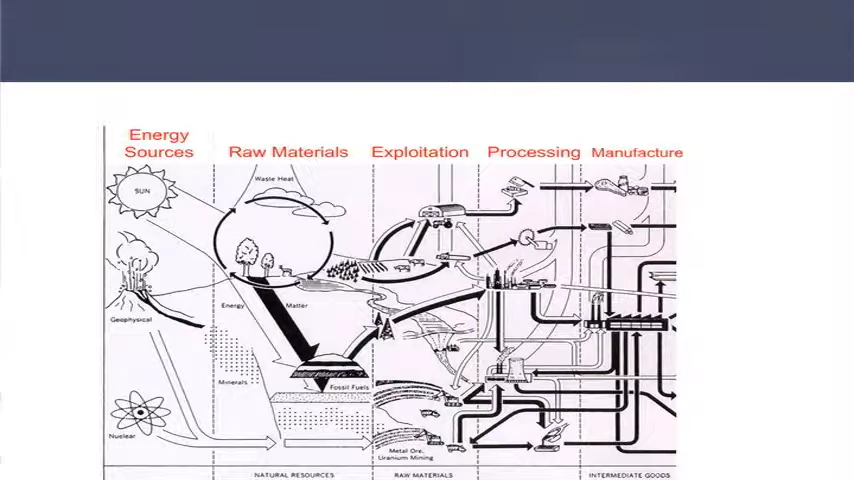 Energy
Sources
Raw Materials
Exploitation
Processing
Manufacture
Waste Heat
SUN
Energy
Matter
Geophysical
Minerals
Fossil Fuels
Nuclear
Metal Ore,
Uranium Mining
NATURAL RESOURCES
RAW MATERIALS
INTERMEDIATE GOODS